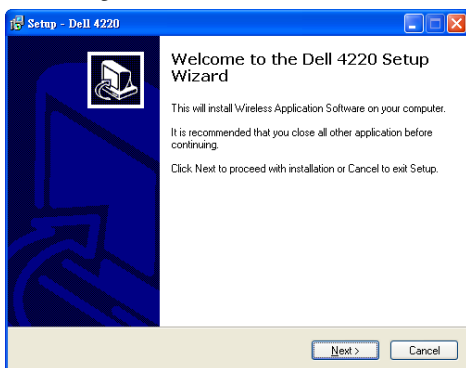 Setup - Dell 4220
Welcome to the Dell 4220 Setup
Wizard
This will install Wireless Application Software on your computer.
It is recommended that you close all other application before
continuing.
Click Next to proceed with installation or Cancel to exit Setup.
Next >
Cancel